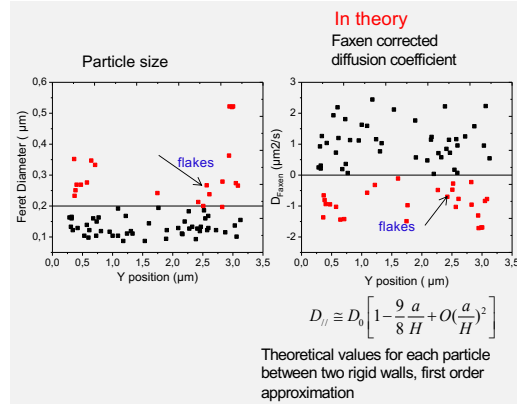 In theory
Particle size
Faxen corrected
diffusion coefficient
0,6
0,5
0,4
0,3
0,2
0,1
Feret Diameter ( µm)
flakes
0,0 0,5 1,0 1,5 2,0 2,5 3,0 3,5
Y position (µm)
3
2
1
0
-1
-2
D_Faxen (µm2/s)
flakes
0,0 0,5 1,0 1,5 2,0 2,5 3,0 3,5
Y position ( µm)
D_{//} ≅ D_0 [1 - 9/8 a/H + O(a/H)^2]
Theoretical values for each particle
between two rigid walls, first order
approximation